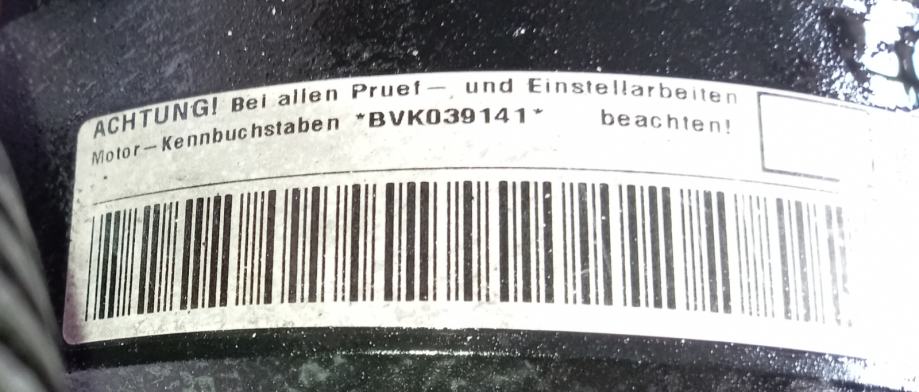 ACHTUNG! Bei allen Pruef- und Einstellarbeiten
Motor-Kennbuchstaben *BVK039141* beachten!